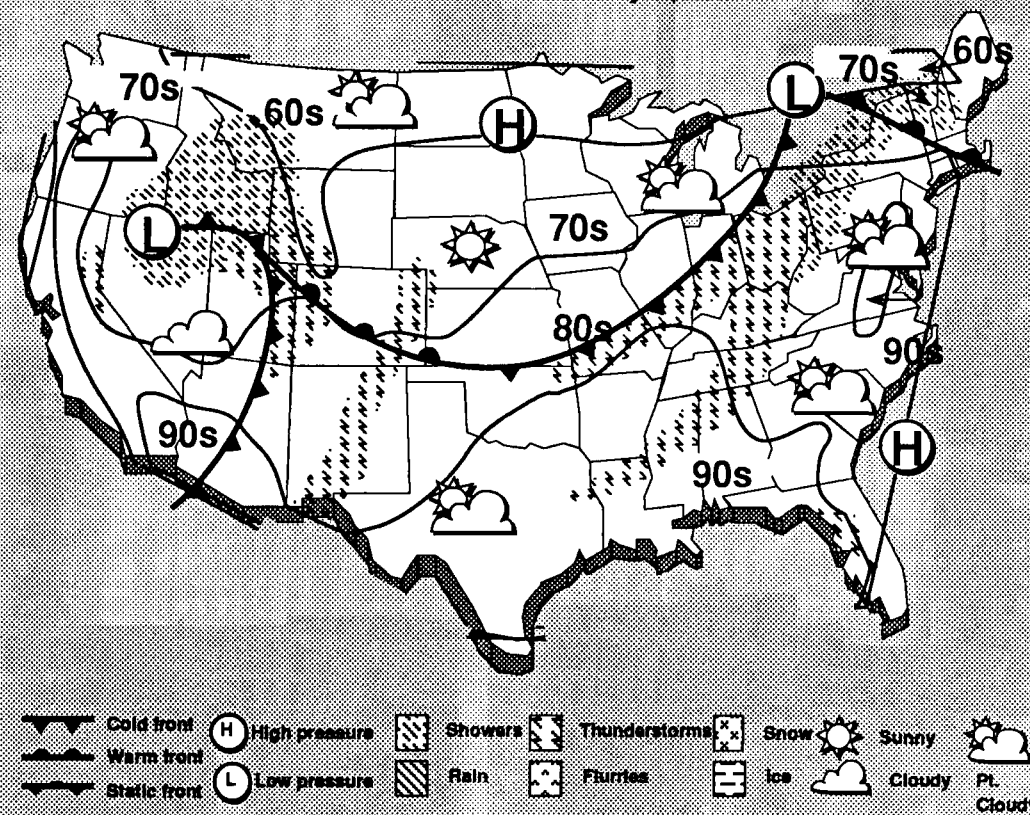 60s
70s
L
70s
60s
H
L
70s
80s
90s
90s
H
90s
Cold front
H
High pressure
Showers
Thunderstorms
Snow
Sunny
Warm front
L
Low pressure
Rain
Flurries
Ice
Cloudy
Pt.
Static front
Cloudy